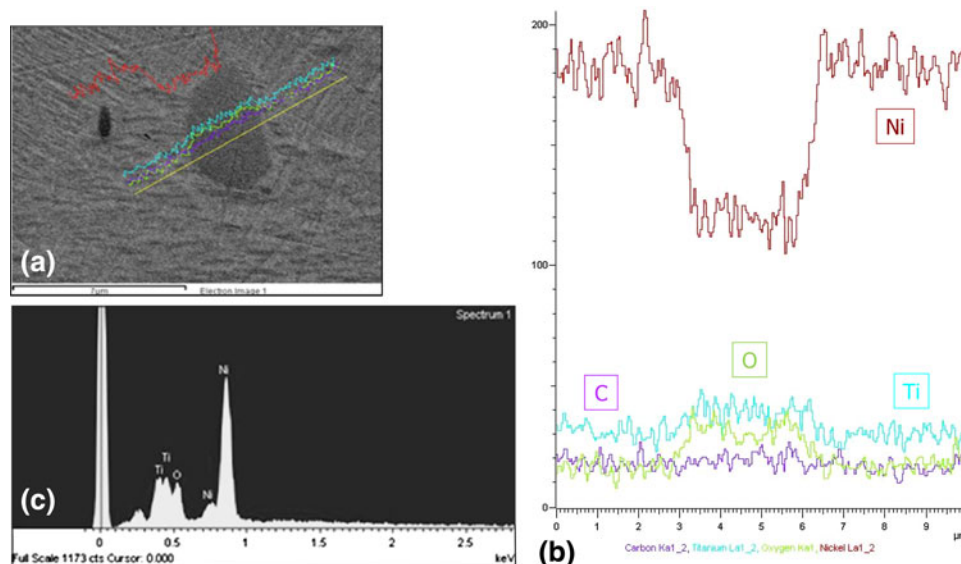 (a)
7μm
Electron Image 1
Spectrum 1
Ni
Ti
Ti
O
Ni
(c)
0
0.5
1
1.5
2
2.5
Full Scale 1173 cts Cursor: 0.000
keV
200
100
0
Ni
C
O
Ti
0
1
2
3
4
5
6
7
8
9
(b)
Carbon Ka1_2, Titanium La1_2, Oxygen Ka1, Nickel La1_2